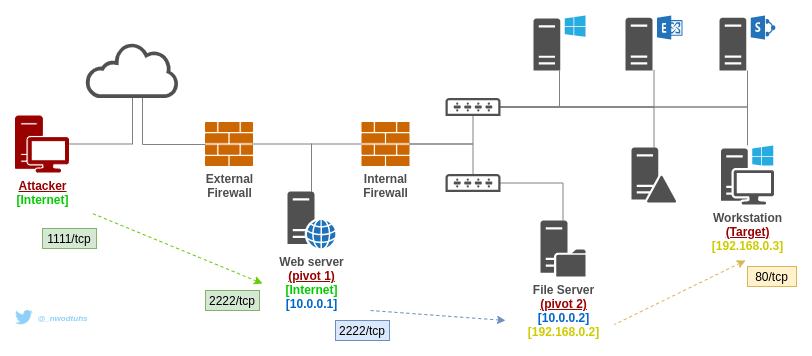 E
S
External
Firewall
Internal
Firewall
Attacker
[Internet]
Workstation
(Target)
[192.168.0.3]
1111/tcp
Web server
(pivot 1)
[Internet]
[10.0.0.1]
80/tcp
File Server
(pivot 2)
[10.0.0.2]
[192.168.0.2]
2222/tcp
2222/tcp
@_nwodtuhs